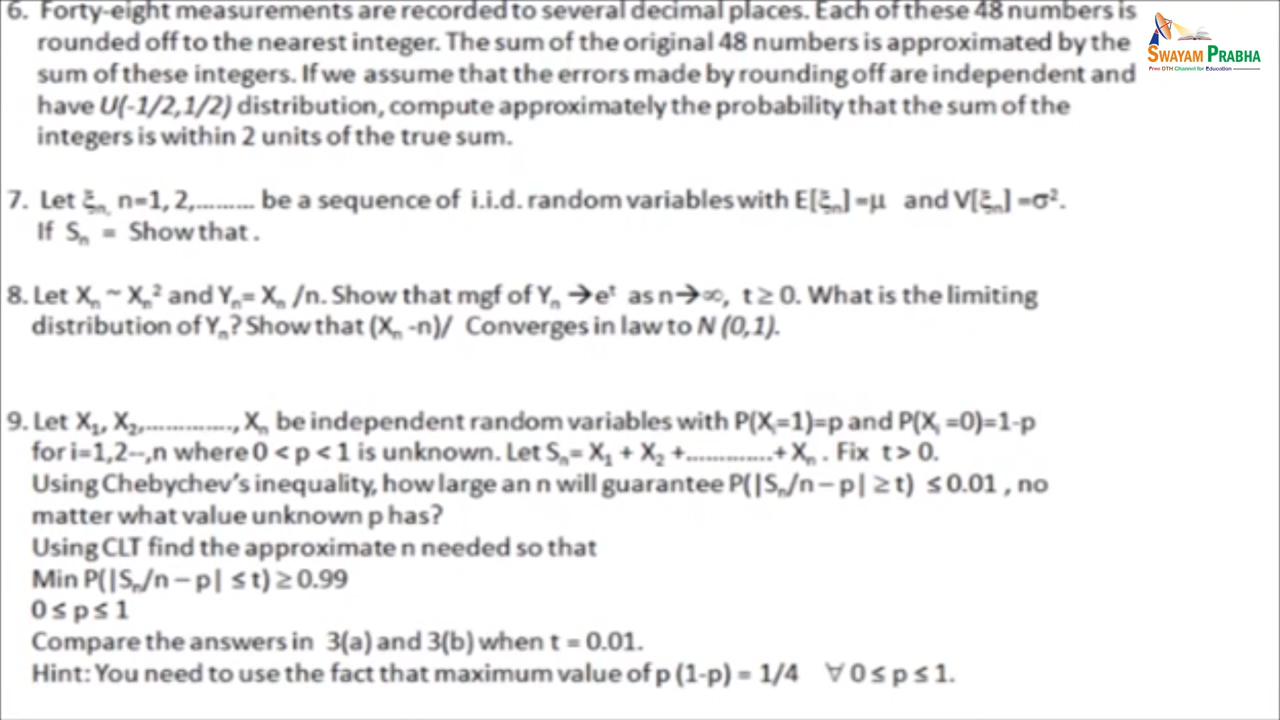 6. Forty-eight measurements are recorded to several decimal places. Each of these 48 numbers is
rounded off to the nearest integer. The sum of the original 48 numbers is approximated by the
sum of these integers. If we assume that the errors made by rounding off are independent and
have U(-1/2,1/2) distribution, compute approximately the probability that the sum of the
integers is within 2 units of the true sum.
SWAYAM PRABHA
Free DTH Channel for Education
7. Let ξₙ, n=1, 2,......... be a sequence of i.i.d. random variables with E[ξₙ] =μ and V[ξₙ] =σ².
If Sₙ = Show that .
8. Let Xₙ ~ Xₙ² and Yₙ= Xₙ /n. Show that mgf of Yₙ →eᵗ as n→∞, t ≥ 0. What is the limiting
distribution of Yₙ? Show that (Xₙ -n)/ Converges in law to N (0,1).
9. Let X₁, X₂,............., Xₙ be independent random variables with P(Xᵢ=1)=p and P(Xᵢ =0)=1-p
for i=1,2--,n where 0 < p < 1 is unknown. Let Sₙ= X₁ + X₂ +.............+ Xₙ . Fix t > 0.
Using Chebychev's inequality, how large an n will guarantee P(|Sₙ/n – p| ≥ t) ≤ 0.01 , no
matter what value unknown p has?
Using CLT find the approximate n needed so that
Min P(|Sₙ/n – p| ≤ t) ≥ 0.99
0 ≤ p ≤ 1
Compare the answers in 3(a) and 3(b) when t = 0.01.
Hint: You need to use the fact that maximum value of p (1-p) = 1/4 ∀ 0 ≤ p ≤ 1.